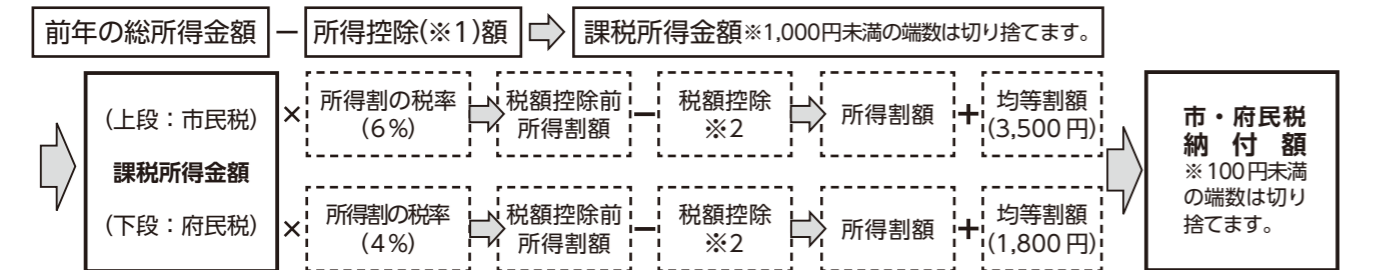 前年の総所得金額 － 所得控除(※1)額 ⇨ 課税所得金額※1,000円未満の端数は切り捨てます。
(上段：市民税)
課税所得金額
(下段：府民税)
×
所得割の税率
(6%)
税額控除前
所得割額
－
税額控除
※2
所得割額
＋
均等割額
(3,500円)
×
所得割の税率
(4%)
税額控除前
所得割額
－
税額控除
※2
所得割額
＋
均等割額
(1,800円)
市・府民税
納付額
※100円未満
の端数は切り
捨てます。